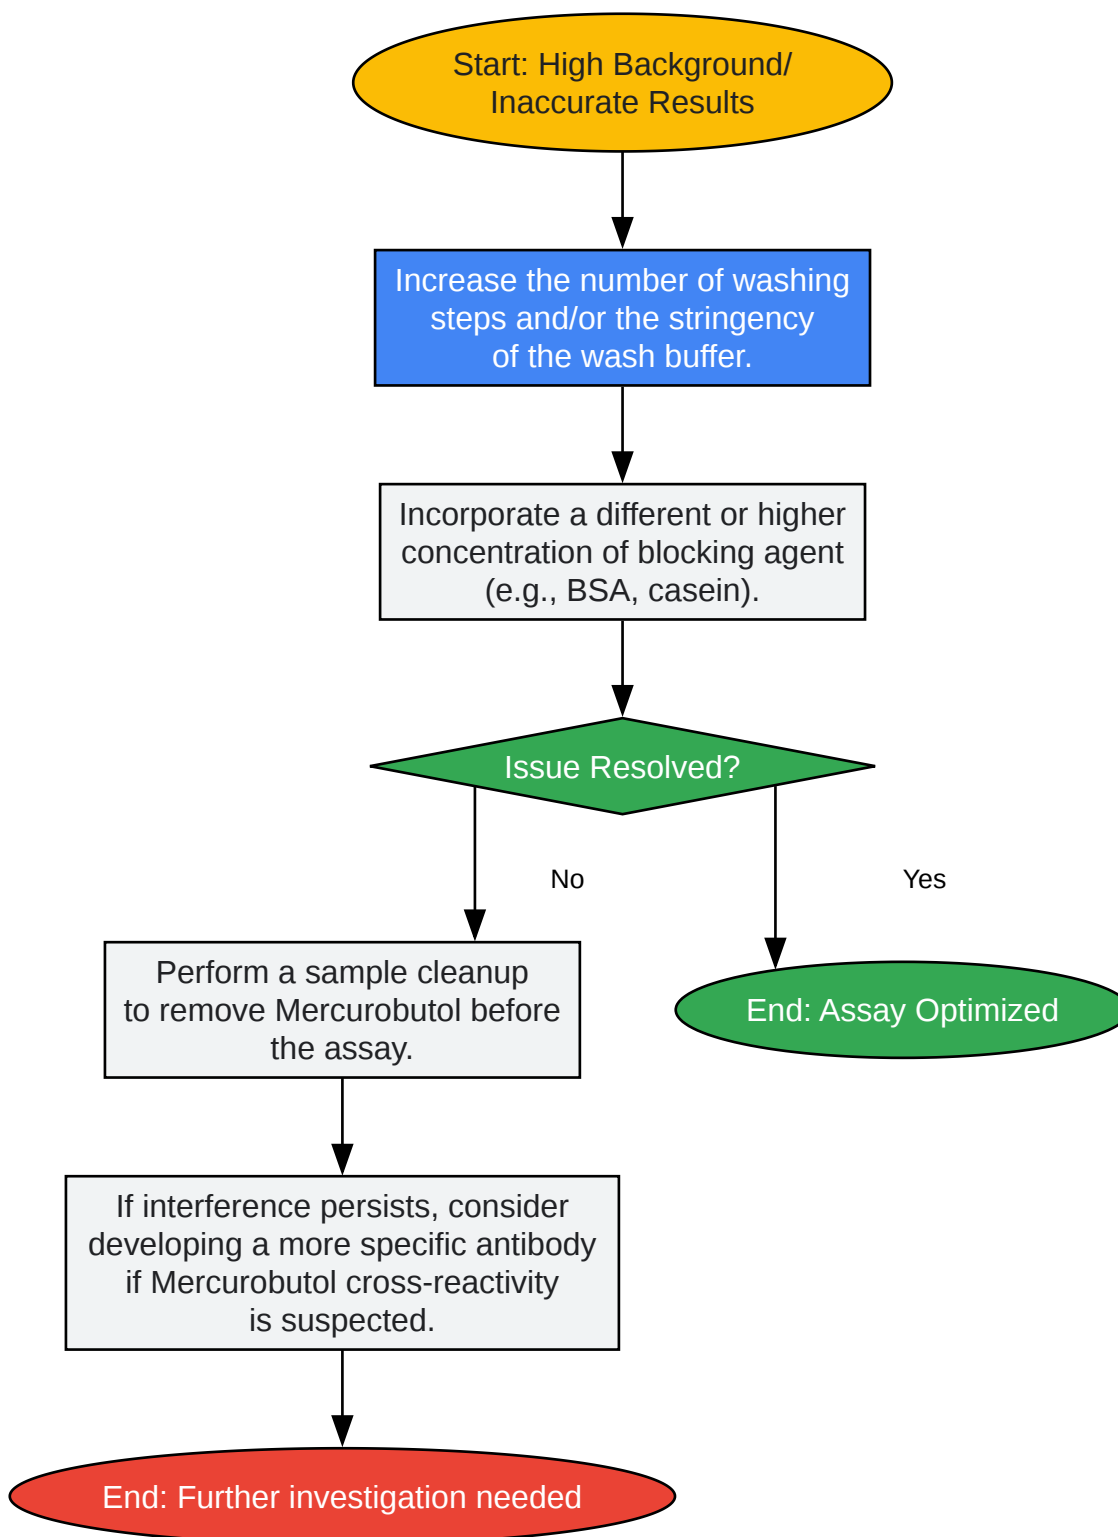 Start: High Background/
Inaccurate Results
Increase the number of washing
steps and/or the stringency
of the wash buffer.
Incorporate a different or higher
concentration of blocking agent
(e.g., BSA, casein).
Issue Resolved?
No
Yes
Perform a sample cleanup
to remove Mercurobutol before
the assay.
End: Assay Optimized
If interference persists, consider
developing a more specific antibody
if Mercurobutol cross-reactivity
is suspected.
End: Further investigation needed